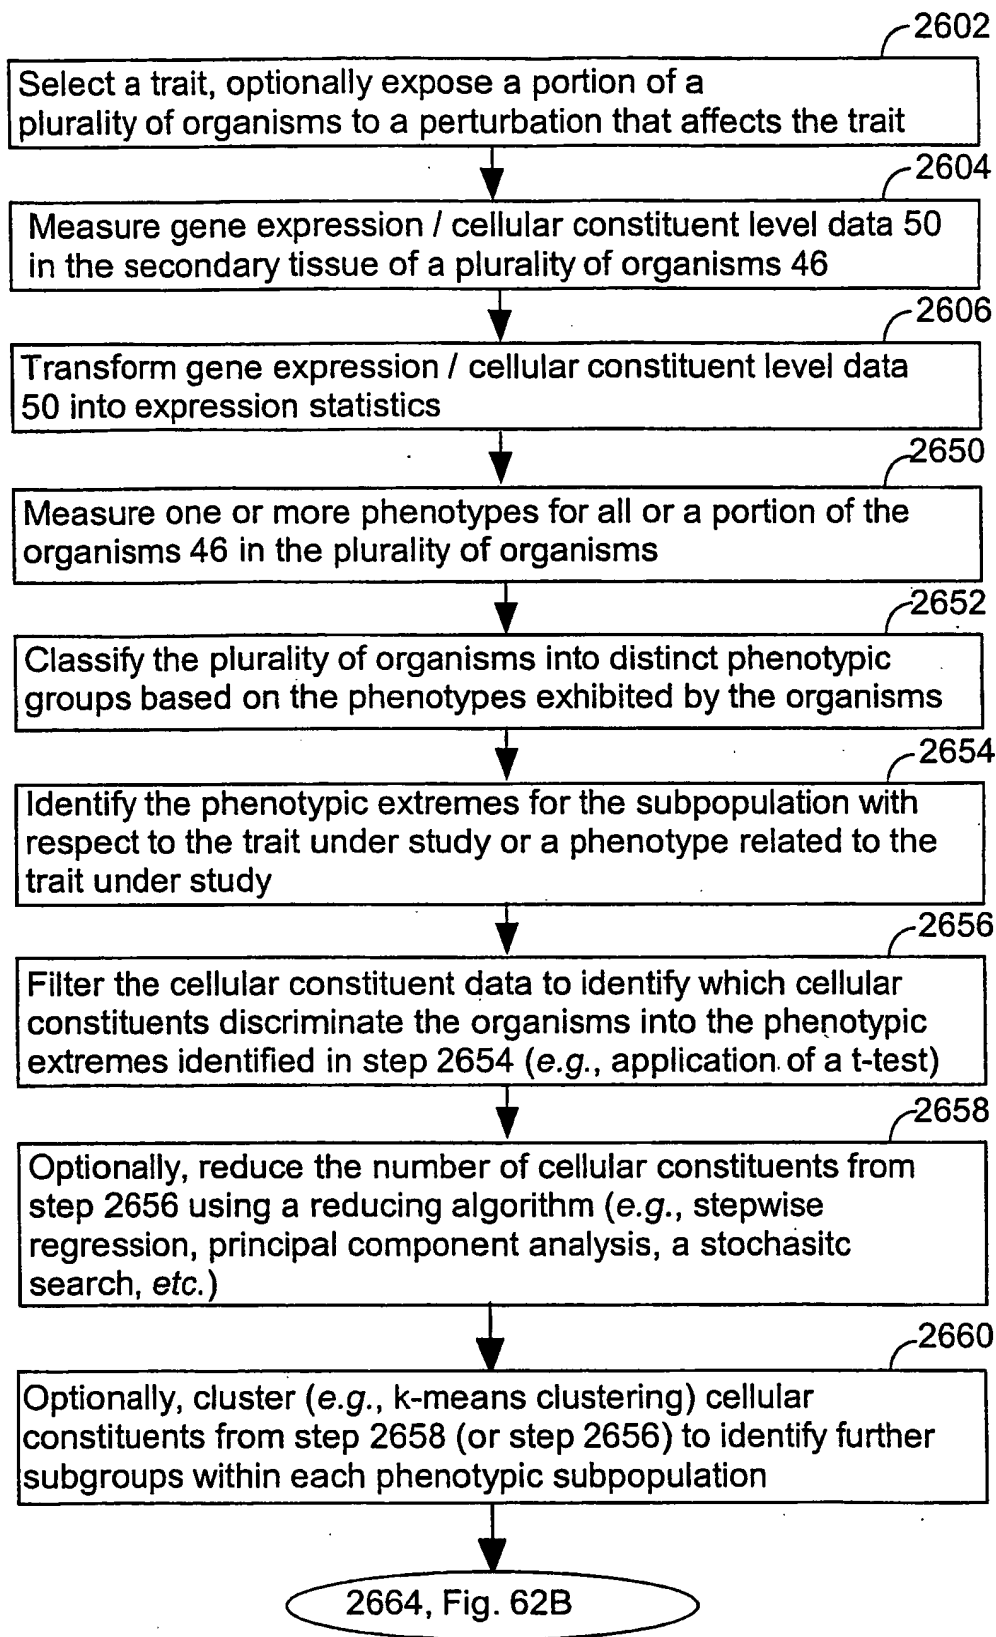 2602
Select a trait, optionally expose a portion of a
plurality of organisms to a perturbation that affects the trait
2604
Measure gene expression / cellular constituent level data 50
in the secondary tissue of a plurality of organisms 46
2606
Transform gene expression / cellular constituent level data
50 into expression statistics
2650
Measure one or more phenotypes for all or a portion of the
organisms 46 in the plurality of organisms
2652
Classify the plurality of organisms into distinct phenotypic
groups based on the phenotypes exhibited by the organisms
2654
Identify the phenotypic extremes for the subpopulation with
respect to the trait under study or a phenotype related to the
trait under study
2656
Filter the cellular constituent data to identify which cellular
constituents discriminate the organisms into the phenotypic
extremes identified in step 2654 (e.g., application of a t-test)
2658
Optionally, reduce the number of cellular constituents from
step 2656 using a reducing algorithm (e.g., stepwise
regression, principal component analysis, a stochasitc
search, etc.)
2660
Optionally, cluster (e.g., k-means clustering) cellular
constituents from step 2658 (or step 2656) to identify further
subgroups within each phenotypic subpopulation
2664, Fig. 62B